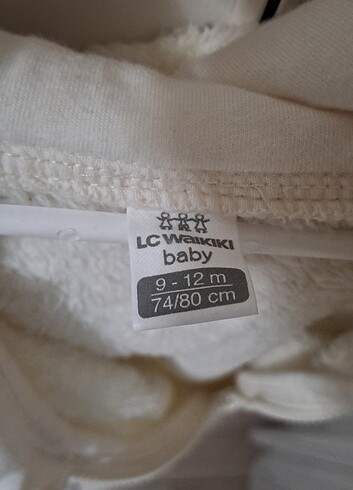 LC WAIKIKI
baby
9 - 12 m
74/80 cm